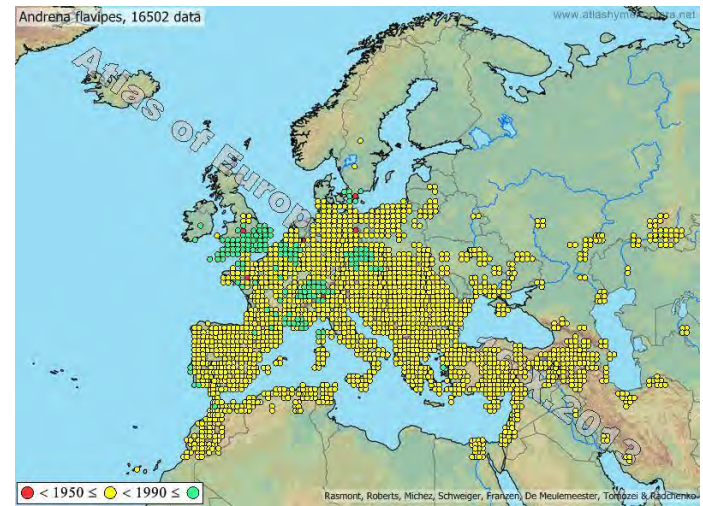 Andrena flavipes, 16502 data
www.atlashymenoptera.net
Atlas of Europ
2013
< 1950 ≤ < 1990 ≤
Rasmont, Roberts, Michez, Schweiger, Franzen, De Meulemeester, Tomozei & Radchenko